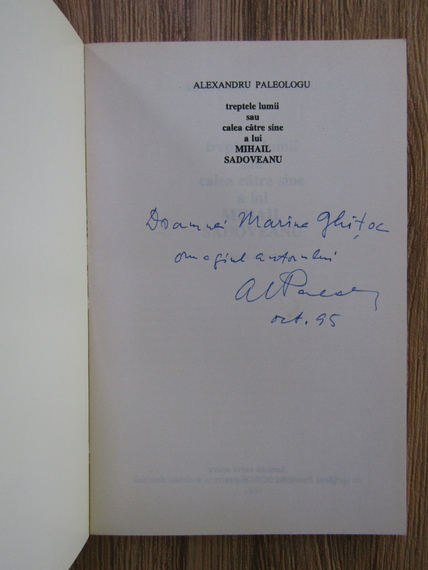 ALEXANDRU PALEOLOGU
treptele lumii
sau
calea către sine
a lui
MIHAIL
SADOVEANU
Doamnei Marina Ghițoc
omagiul autorului
Al Paleo
oct. 95